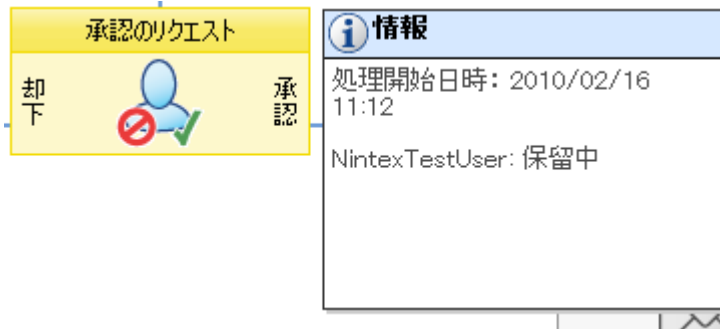 承認のリクエスト
却下
承認
情報
処理開始日時: 2010/02/16
11:12
NintexTestUser: 保留中